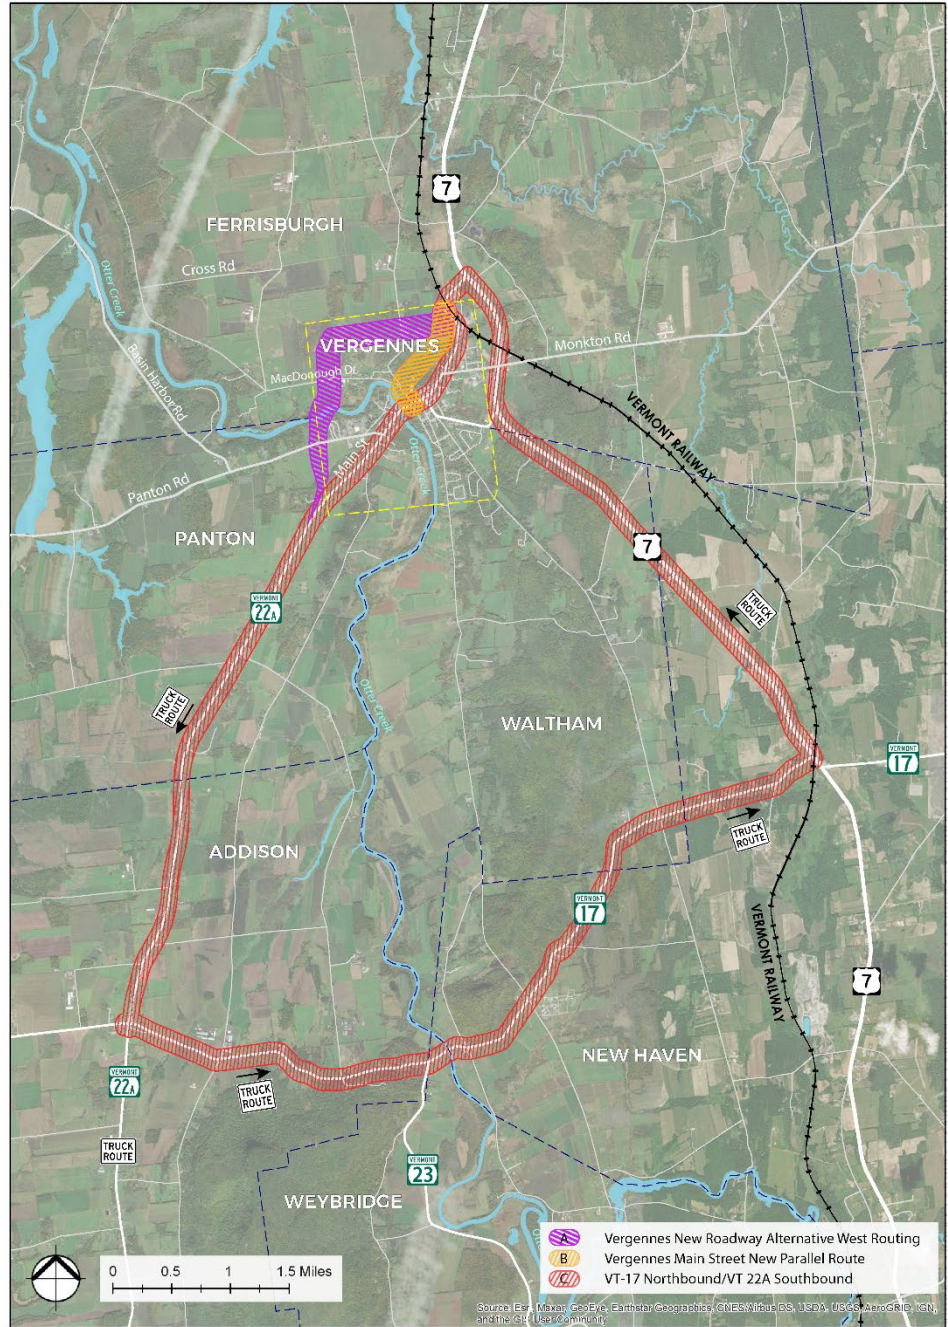 7
FERRISBURGH
Cross Rd
Otter Creek
Basin Harbor Rd
VERGENNES
MacDonough Dr.
Monkton Rd
VERMONT RAILWAY
Main St
Otter Creek
Panton Rd
PANTON
7
VERMONT
22A
TRUCK
ROUTE
TRUCK
ROUTE
Otter Creek
WALTHAM
VERMONT
17
TRUCK
ROUTE
ADDISON
VERMONT
17
VERMONT RAILWAY
7
NEW HAVEN
VERMONT
22A
TRUCK
ROUTE
TRUCK
ROUTE
VERMONT
23
WEYBRIDGE
A Vergennes New Roadway Alternative West Routing
B Vergennes Main Street New Parallel Route
C VT-17 Northbound/VT 22A Southbound
0 0.5 1 1.5 Miles
Source: Esri, Maxar, GeoEye, Earthstar Geographics, CNES/Airbus DS, USDA, USGS, AeroGRID, IGN,
and the GIS User Community